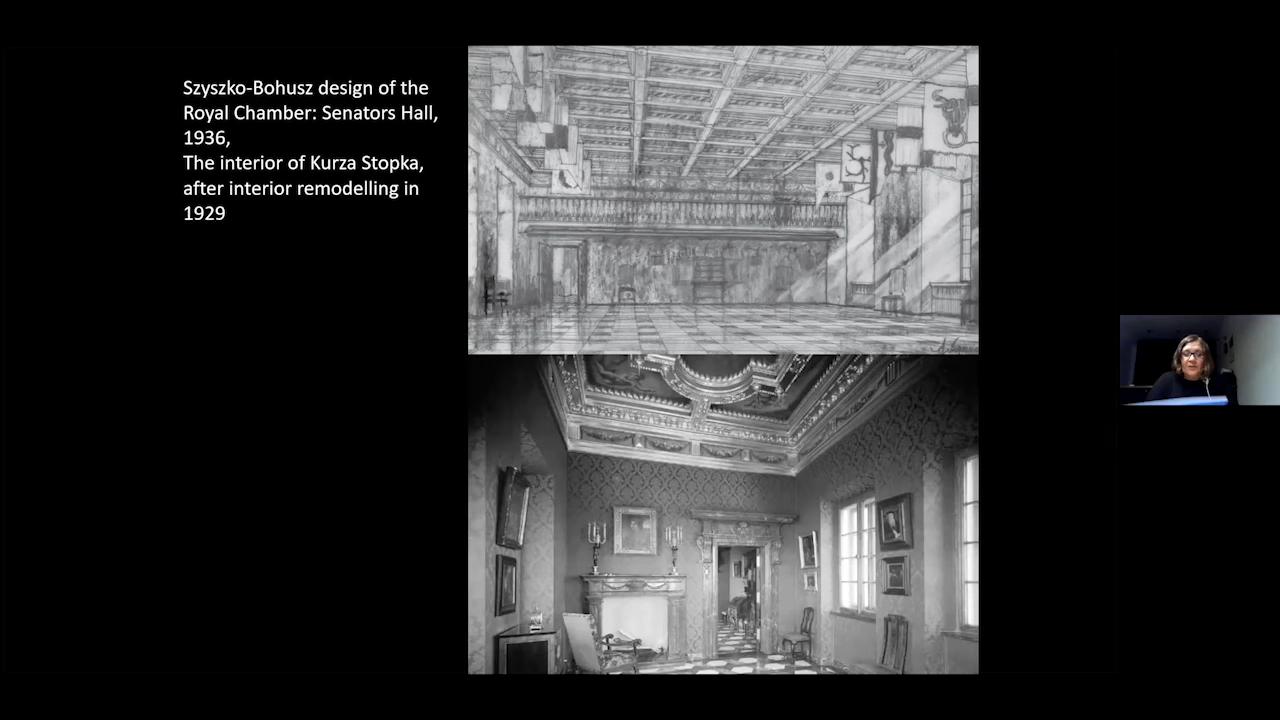 Szyszko-Bohusz design of the
Royal Chamber: Senators Hall,
1936,
The interior of Kurza Stopka,
after interior remodelling in
1929